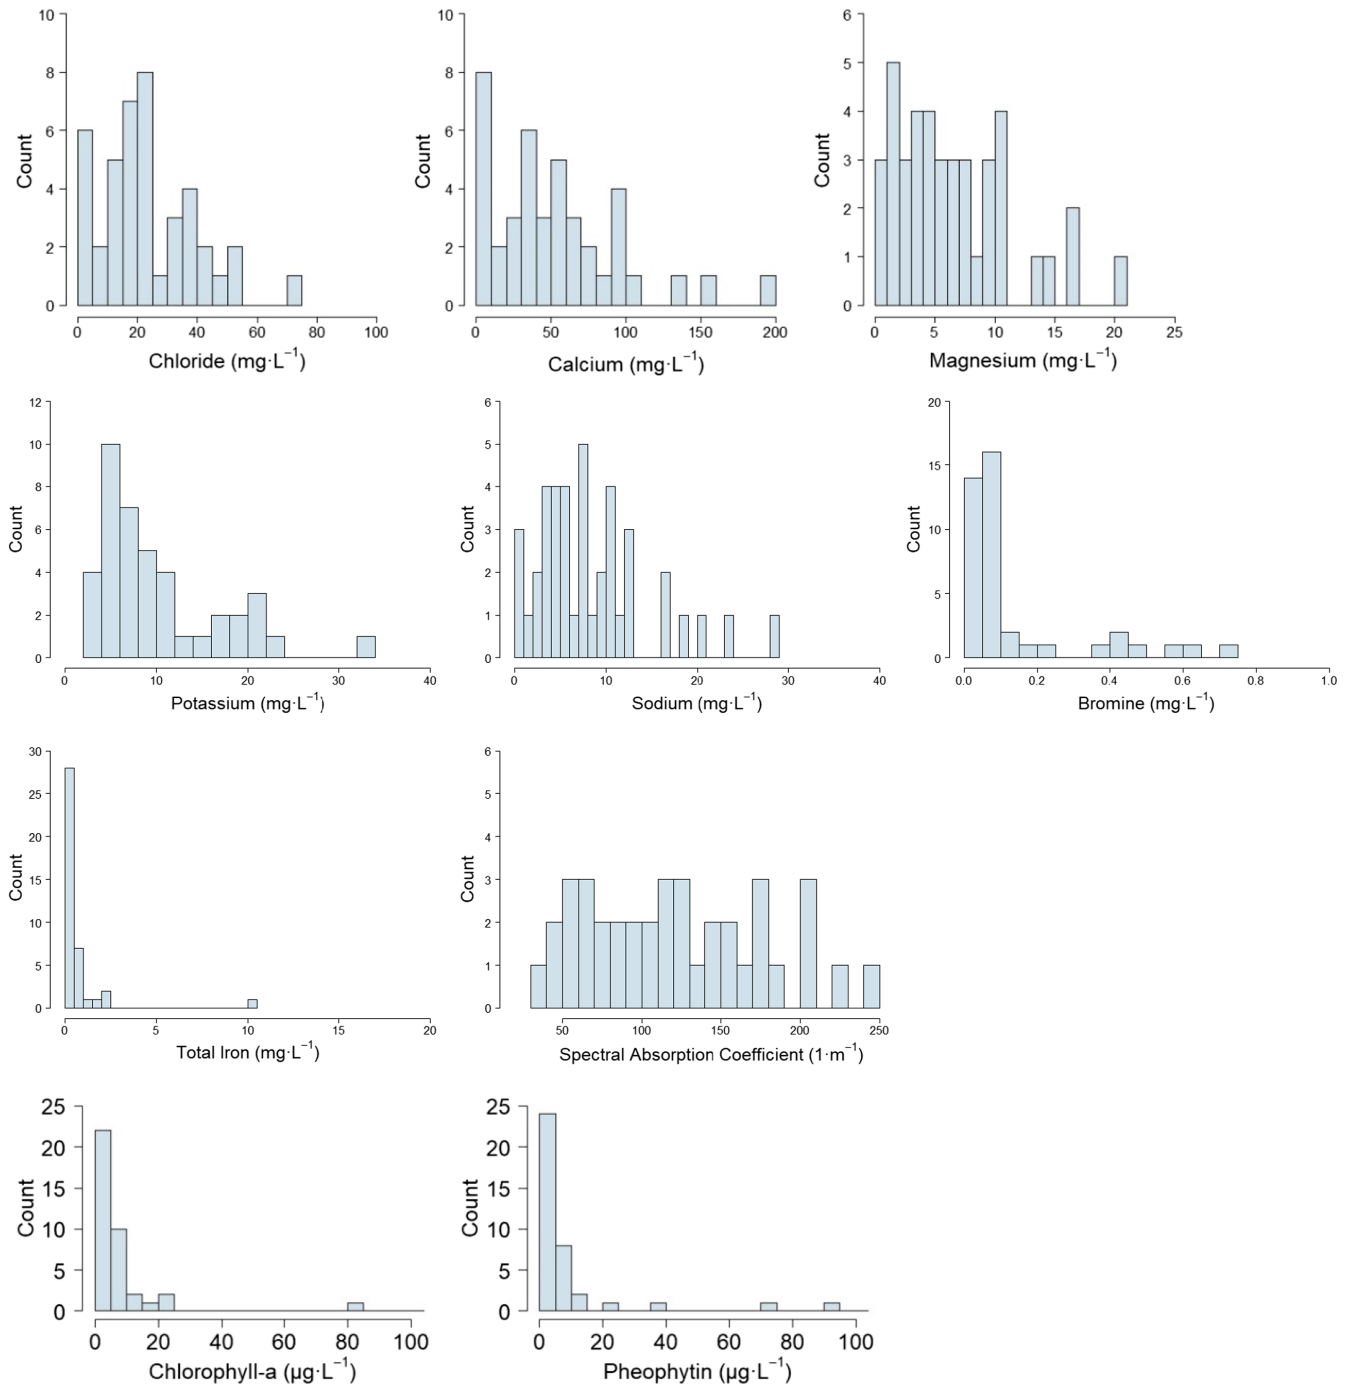 10
8
6
4
2
0
Count
0 20 40 60 80 100
Chloride (mg·L⁻¹)
10
8
6
4
2
0
Count
0 50 100 150 200
Calcium (mg·L⁻¹)
6
5
4
3
2
1
0
Count
0 5 10 15 20 25
Magnesium (mg·L⁻¹)
12
10
8
6
4
2
0
Count
0 10 20 30 40
Potassium (mg·L⁻¹)
6
5
4
3
2
1
0
Count
0 10 20 30 40
Sodium (mg·L⁻¹)
20
15
10
5
0
Count
0.0 0.2 0.4 0.6 0.8 1.0
Bromine (mg·L⁻¹)
30
25
20
15
10
5
0
Count
0 5 10 15 20
Total Iron (mg·L⁻¹)
6
5
4
3
2
1
0
Count
50 100 150 200 250
Spectral Absorption Coefficient (1·m⁻¹)
25
20
15
10
5
0
Count
0 20 40 60 80 100
Chlorophyll-a (µg·L⁻¹)
25
20
15
10
5
0
Count
0 20 40 60 80 100
Pheophytin (µg·L⁻¹)